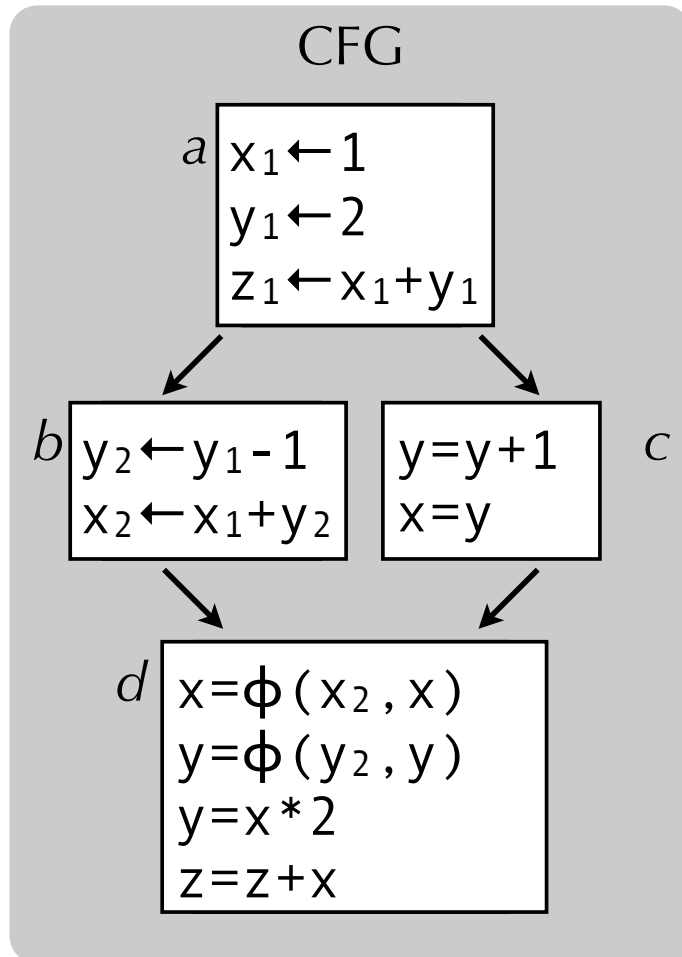 CFG
a
x₁←1
y₁←2
z₁←x₁+y₁
b
y₂←y₁-1
x₂←x₁+y₂
c
y=y+1
x=y
d
x=ϕ(x₂,x)
y=ϕ(y₂,y)
y=x*2
z=z+x